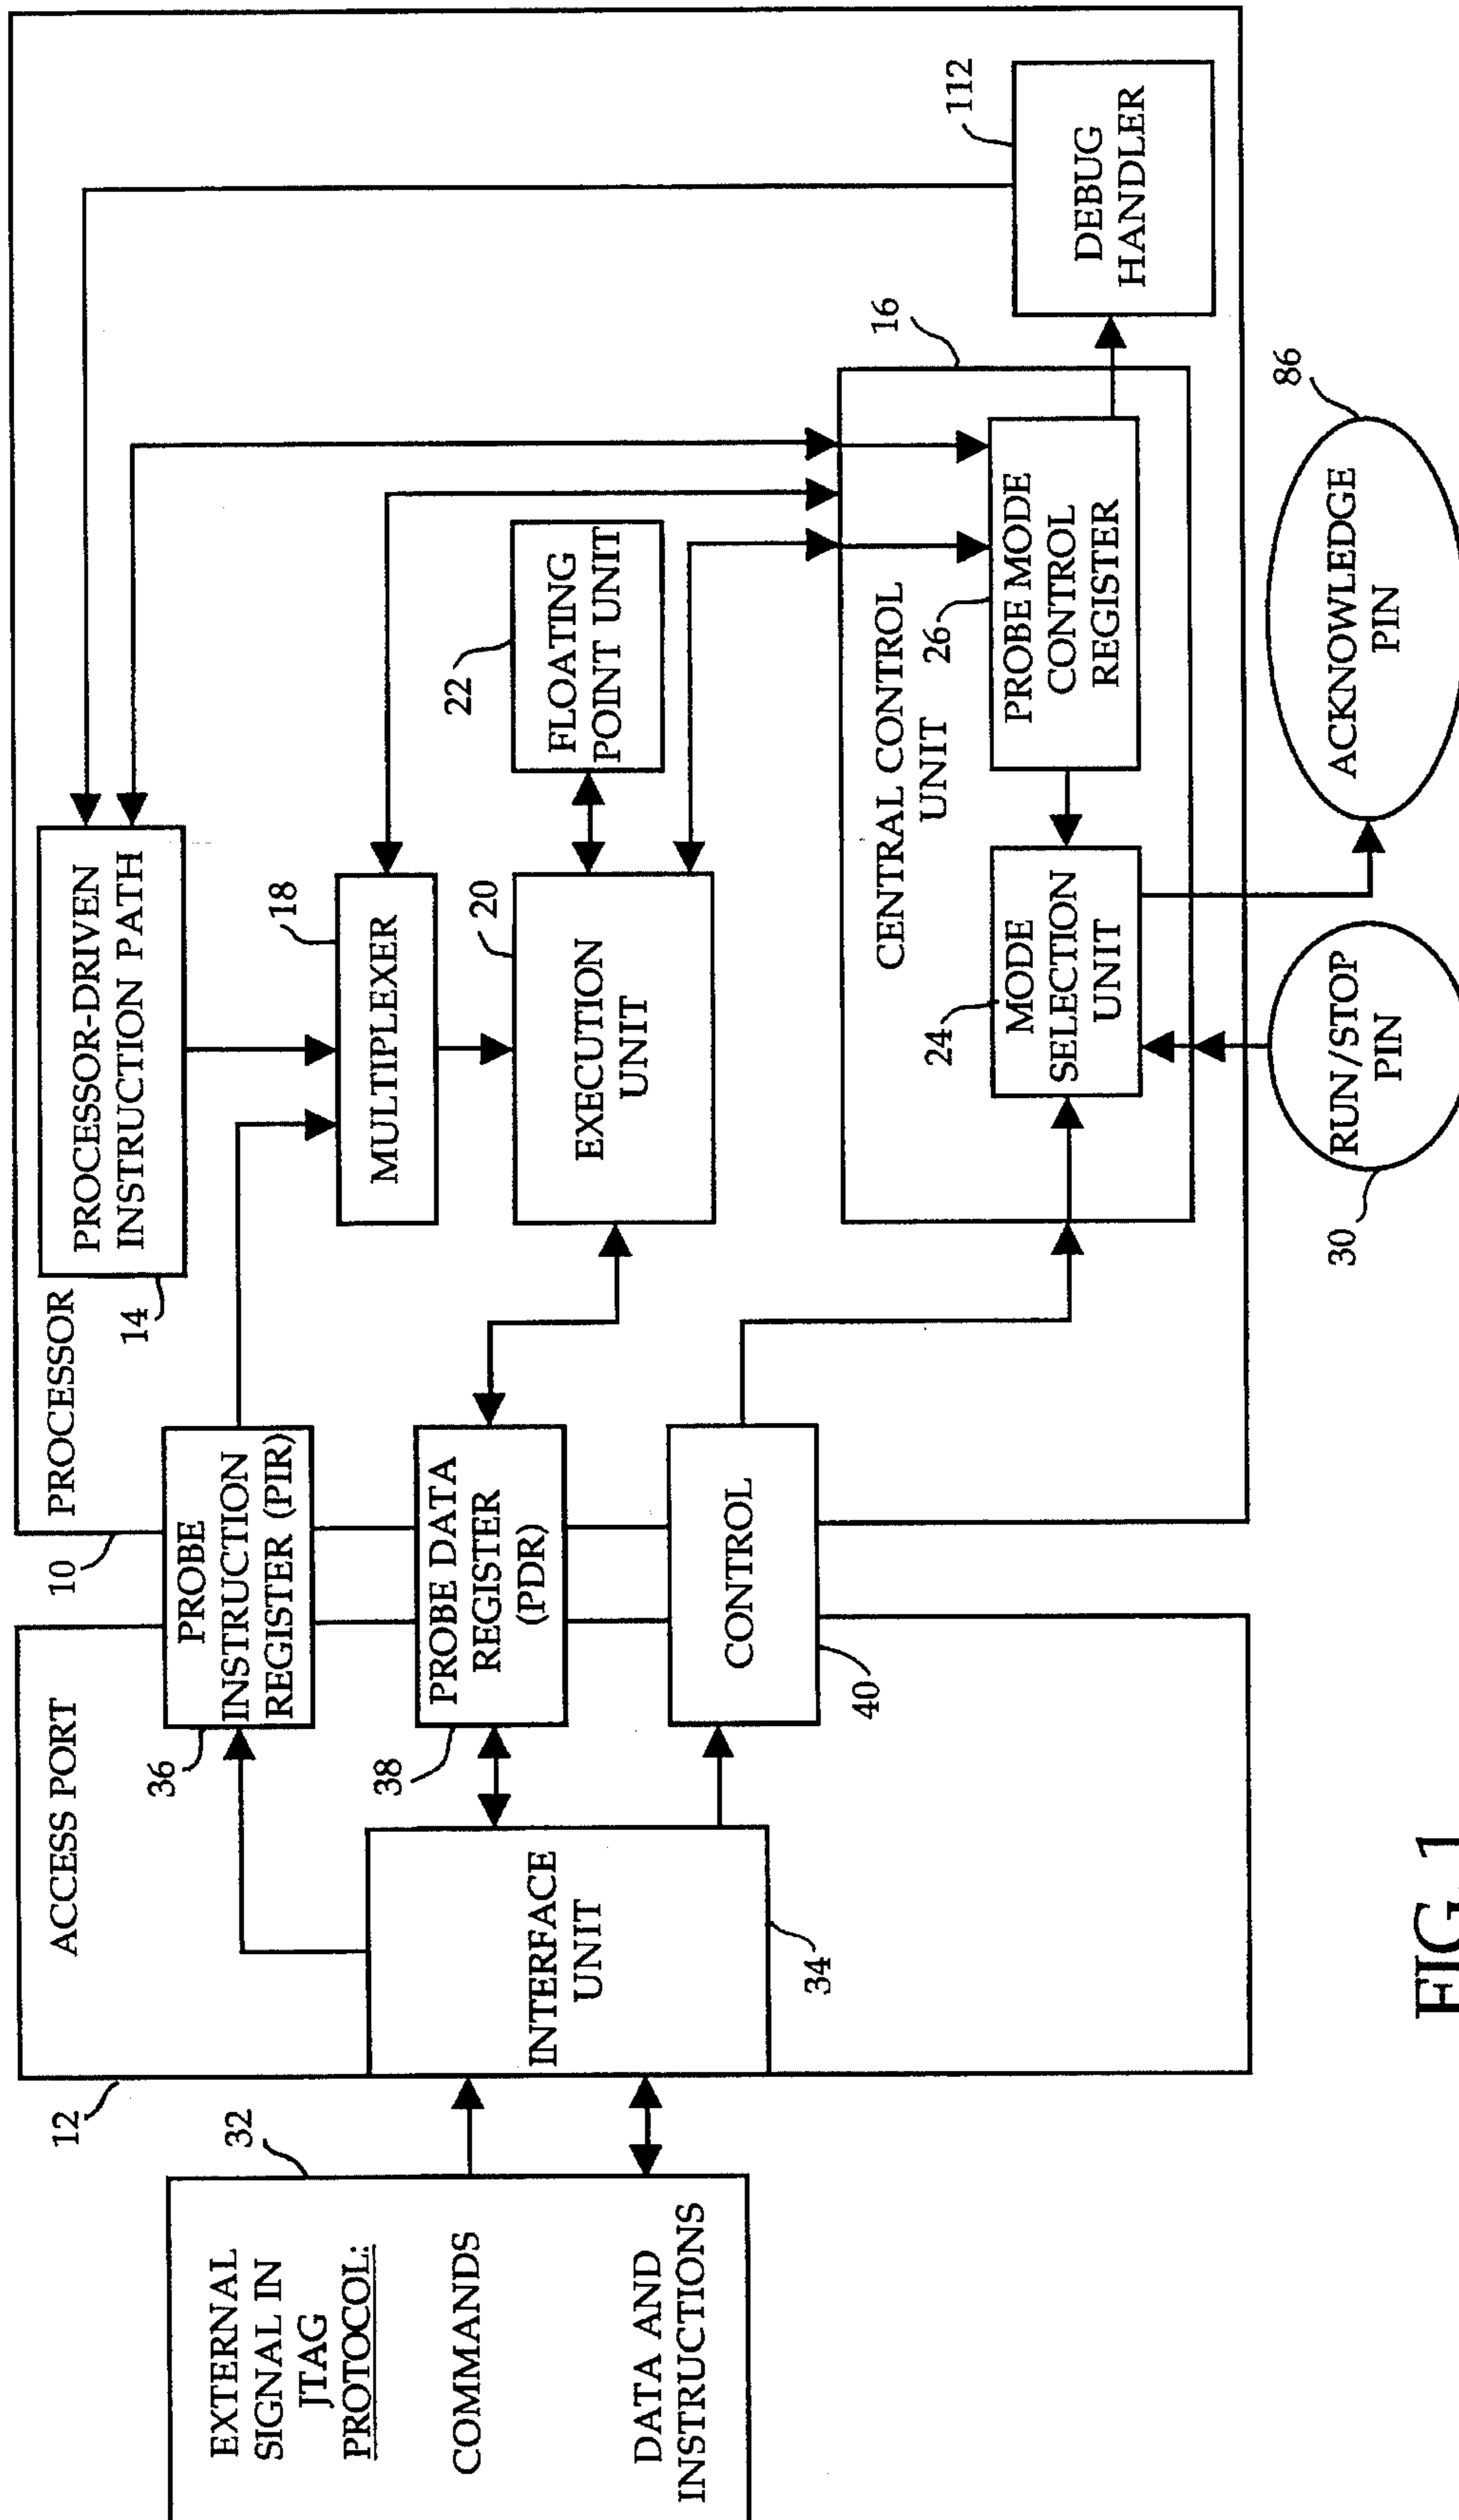 EXTERNAL
SIGNAL IN
JTAG
PROTOCOL:
COMMANDS
DATA AND
INSTRUCTIONS
32
12
ACCESS PORT
INTERFACE
UNIT
34
36
PROBE
INSTRUCTION
REGISTER (PIR)
38
PROBE DATA
REGISTER
(PDR)
CONTROL
40
10
PROCESSOR
14
PROCESSOR-DRIVEN
INSTRUCTION PATH
18
MULTIPLEXER
20
EXECUTION
UNIT
22
FLOATING
POINT UNIT
16
CENTRAL CONTROL
UNIT
24
MODE
SELECTION
UNIT
26
PROBE MODE
CONTROL
REGISTER
112
DEBUG
HANDLER
30
RUN/STOP
PIN
86
ACKNOWLEDGE
PIN
FIG. 1